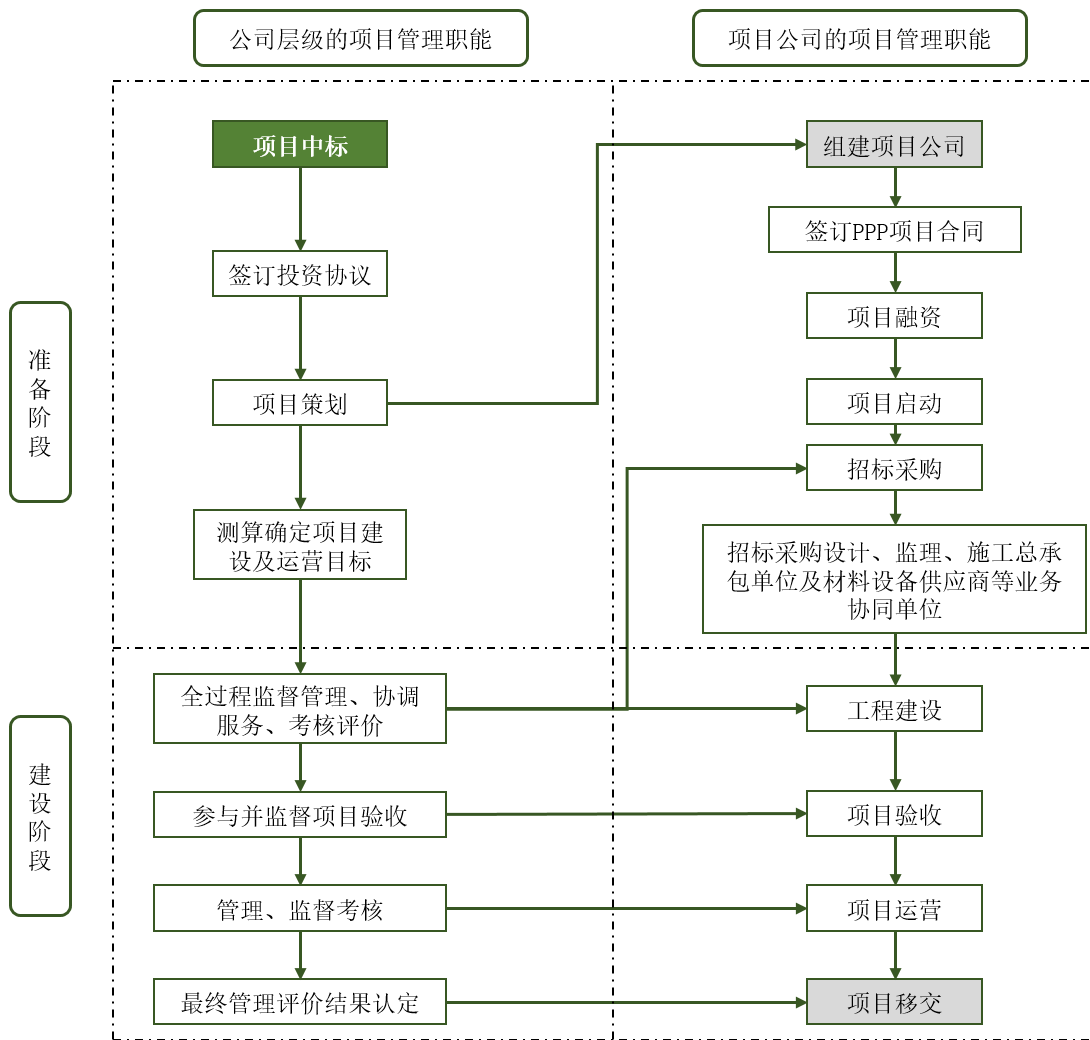 公司层级的项目管理职能
项目公司的项目管理职能
准
备
阶
段
项目中标
签订投资协议
项目策划
测算确定项目建
设及运营目标
组建项目公司
签订PPP项目合同
项目融资
项目启动
招标采购
招标采购设计、监理、施工总承
包单位及材料设备供应商等业务
协同单位
建
设
阶
段
全过程监督管理、协调
服务、考核评价
参与并监督项目验收
管理、监督考核
最终管理评价结果认定
工程建设
项目验收
项目运营
项目移交